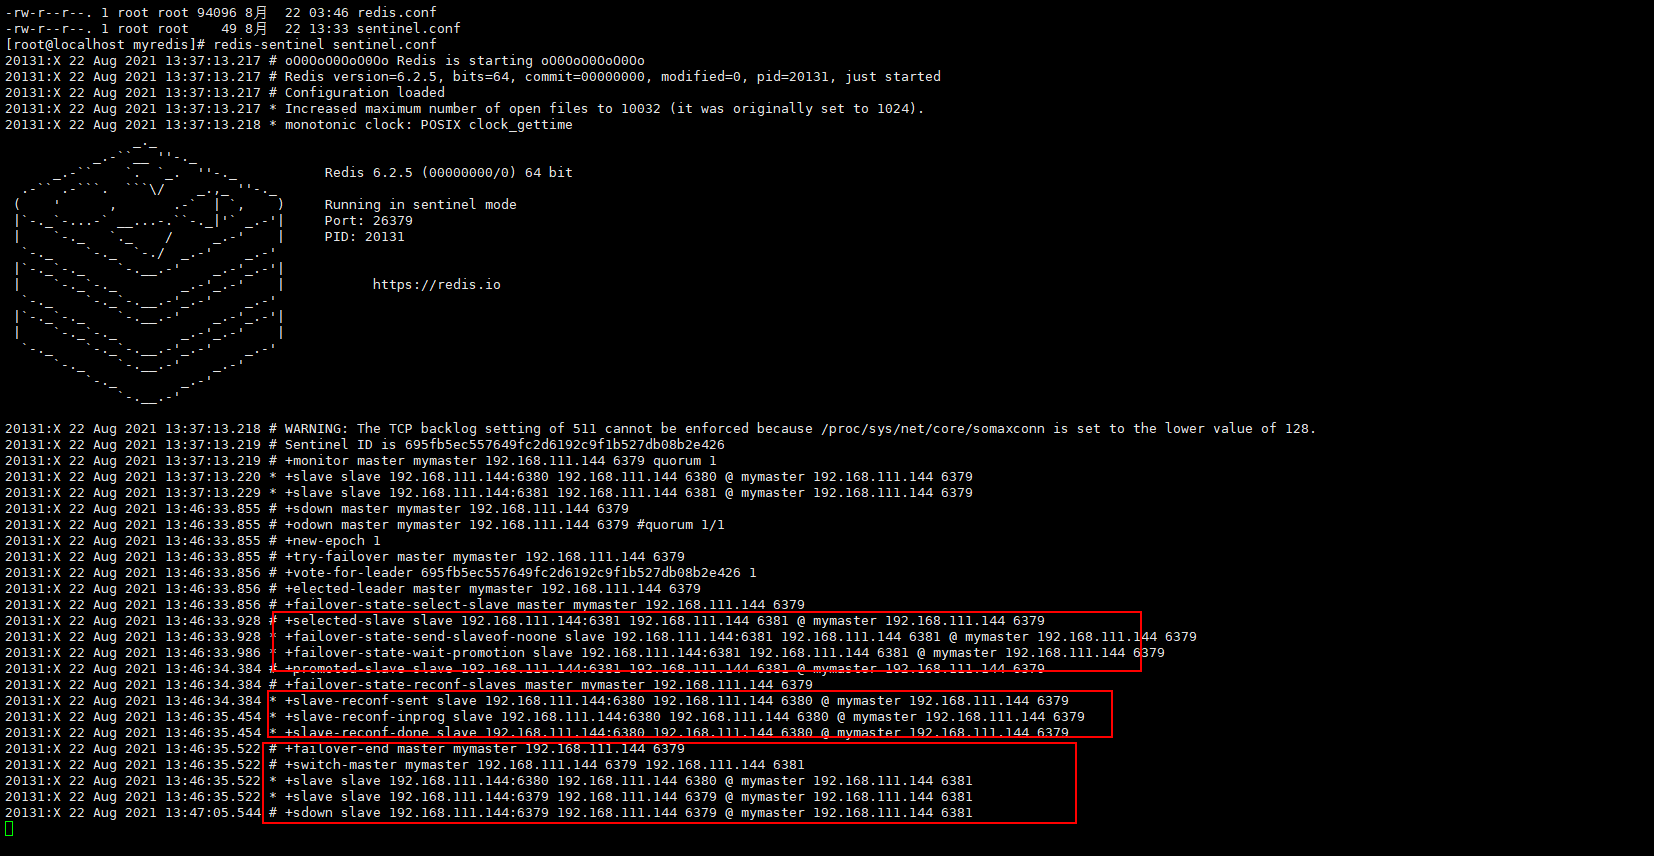 -rw-r--r--. 1 root root 94096 8月  22 03:46 redis.conf
-rw-r--r--. 1 root root    49 8月  22 13:33 sentinel.conf
[root@localhost myredis]# redis-sentinel sentinel.conf
20131:X 22 Aug 2021 13:37:13.217 # oO0OoO0OoO0Oo Redis is starting oO0OoO0OoO0Oo
20131:X 22 Aug 2021 13:37:13.217 # Redis version=6.2.5, bits=64, commit=00000000, modified=0, pid=20131, just started
20131:X 22 Aug 2021 13:37:13.217 # Configuration loaded
20131:X 22 Aug 2021 13:37:13.217 * Increased maximum number of open files to 10032 (it was originally set to 1024).
20131:X 22 Aug 2021 13:37:13.218 * monotonic clock: POSIX clock_gettime
Redis 6.2.5 (00000000/0) 64 bit
Running in sentinel mode
Port: 26379
PID: 20131
https://redis.io
20131:X 22 Aug 2021 13:37:13.218 # WARNING: The TCP backlog setting of 511 cannot be enforced because /proc/sys/net/core/somaxconn is set to the lower value of 128.
20131:X 22 Aug 2021 13:37:13.219 # Sentinel ID is 695fb5ec557649fc2d6192c9f1b527db08b2e426
20131:X 22 Aug 2021 13:37:13.219 # +monitor master mymaster 192.168.111.144 6379 quorum 1
20131:X 22 Aug 2021 13:37:13.220 * +slave slave 192.168.111.144:6380 192.168.111.144 6380 @ mymaster 192.168.111.144 6379
20131:X 22 Aug 2021 13:37:13.229 * +slave slave 192.168.111.144:6381 192.168.111.144 6381 @ mymaster 192.168.111.144 6379
20131:X 22 Aug 2021 13:46:33.855 # +sdown master mymaster 192.168.111.144 6379
20131:X 22 Aug 2021 13:46:33.855 # +odown master mymaster 192.168.111.144 6379 #quorum 1/1
20131:X 22 Aug 2021 13:46:33.855 # +new-epoch 1
20131:X 22 Aug 2021 13:46:33.855 # +try-failover master mymaster 192.168.111.144 6379
20131:X 22 Aug 2021 13:46:33.856 # +vote-for-leader 695fb5ec557649fc2d6192c9f1b527db08b2e426 1
20131:X 22 Aug 2021 13:46:33.856 # +elected-leader master mymaster 192.168.111.144 6379
20131:X 22 Aug 2021 13:46:33.856 # +failover-state-select-slave master mymaster 192.168.111.144 6379
20131:X 22 Aug 2021 13:46:33.928 # +selected-slave slave 192.168.111.144:6381 192.168.111.144 6381 @ mymaster 192.168.111.144 6379
20131:X 22 Aug 2021 13:46:33.928 * +failover-state-send-slaveof-noone slave 192.168.111.144:6381 192.168.111.144 6381 @ mymaster 192.168.111.144 6379
20131:X 22 Aug 2021 13:46:33.986 * +failover-state-wait-promotion slave 192.168.111.144:6381 192.168.111.144 6381 @ mymaster 192.168.111.144 6379
20131:X 22 Aug 2021 13:46:34.384 # +promoted-slave slave 192.168.111.144:6381 192.168.111.144 6381 @ mymaster 192.168.111.144 6379
20131:X 22 Aug 2021 13:46:34.384 # +failover-state-reconf-slaves master mymaster 192.168.111.144 6379
20131:X 22 Aug 2021 13:46:34.384 * +slave-reconf-sent slave 192.168.111.144:6380 192.168.111.144 6380 @ mymaster 192.168.111.144 6379
20131:X 22 Aug 2021 13:46:35.454 * +slave-reconf-inprog slave 192.168.111.144:6380 192.168.111.144 6380 @ mymaster 192.168.111.144 6379
20131:X 22 Aug 2021 13:46:35.454 * +slave-reconf-done slave 192.168.111.144:6380 192.168.111.144 6380 @ mymaster 192.168.111.144 6379
20131:X 22 Aug 2021 13:46:35.522 # +failover-end master mymaster 192.168.111.144 6379
20131:X 22 Aug 2021 13:46:35.522 # +switch-master mymaster 192.168.111.144 6379 192.168.111.144 6381
20131:X 22 Aug 2021 13:46:35.522 * +slave slave 192.168.111.144:6380 192.168.111.144 6380 @ mymaster 192.168.111.144 6381
20131:X 22 Aug 2021 13:46:35.522 * +slave slave 192.168.111.144:6379 192.168.111.144 6379 @ mymaster 192.168.111.144 6381
20131:X 22 Aug 2021 13:47:05.544 # +sdown slave 192.168.111.144:6379 192.168.111.144 6379 @ mymaster 192.168.111.144 6381